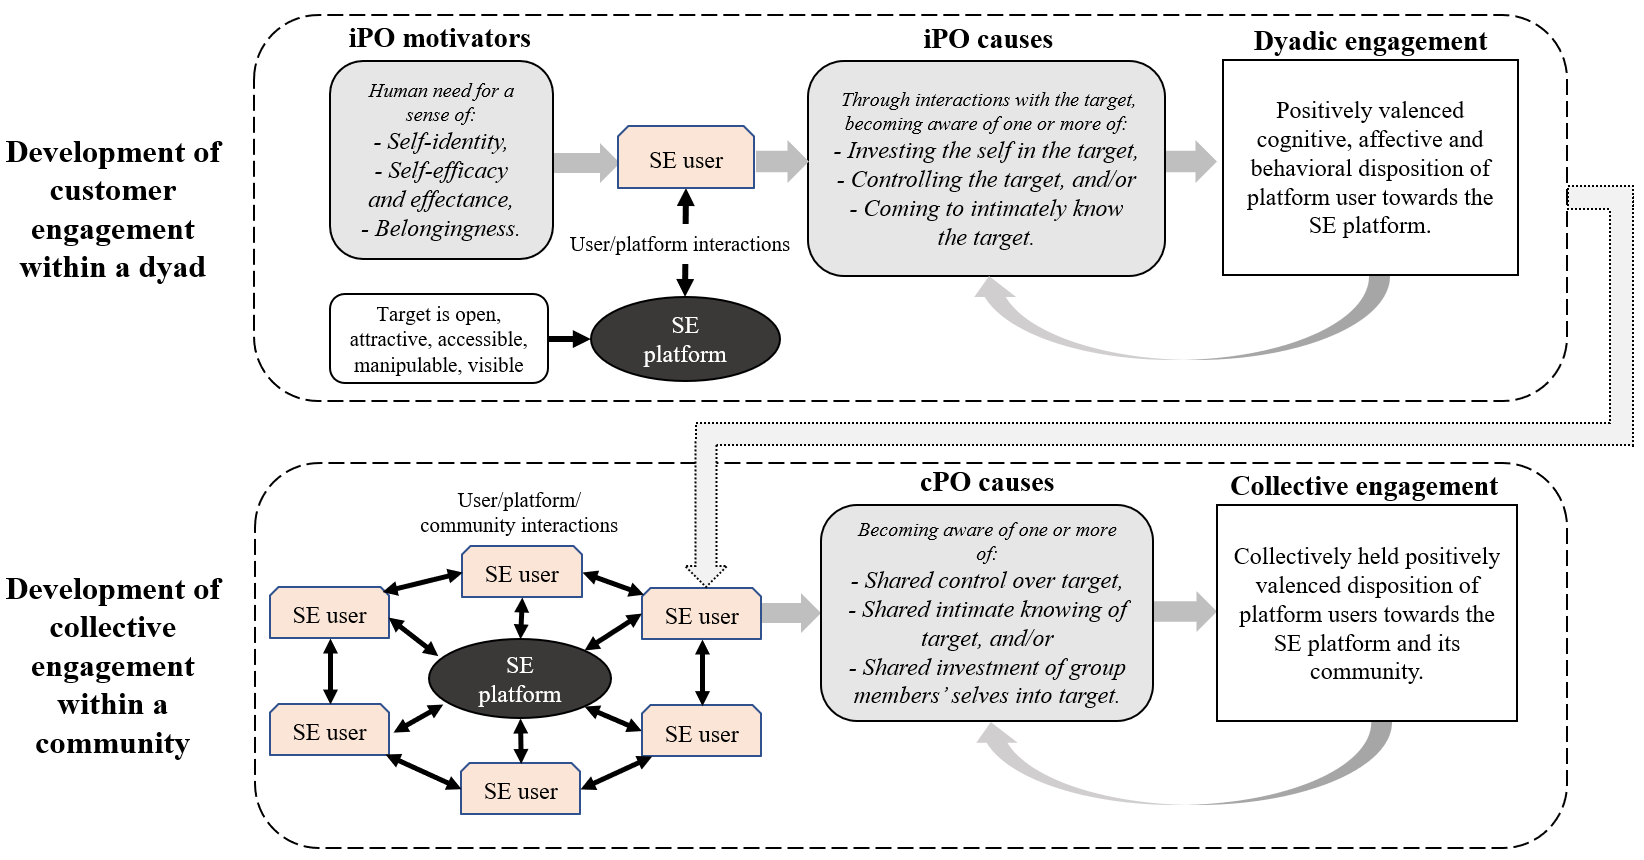 Development of
customer
engagement
within a dyad
iPO motivators
Human need for a
sense of:
- Self-identity,
- Self-efficacy
and effectance,
- Belongingness.
Target is open,
attractive, accessible,
manipulable, visible
SE user
User/platform interactions
SE
platform
iPO causes
Through interactions with the target,
becoming aware of one or more of:
- Investing the self in the target,
- Controlling the target, and/or
- Coming to intimately know
the target.
Dyadic engagement
Positively valenced
cognitive, affective and
behavioral disposition of
platform user towards the
SE platform.
Development of
collective
engagement
within a
community
User/platform/
community interactions
SE user
SE user
SE user
SE
platform
SE user
SE user
SE user
cPO causes
Becoming aware of one or more
of:
- Shared control over target,
- Shared intimate knowing of
target, and/or
- Shared investment of group
members’ selves into target.
Collective engagement
Collectively held positively
valenced disposition of
platform users towards the
SE platform and its
community.